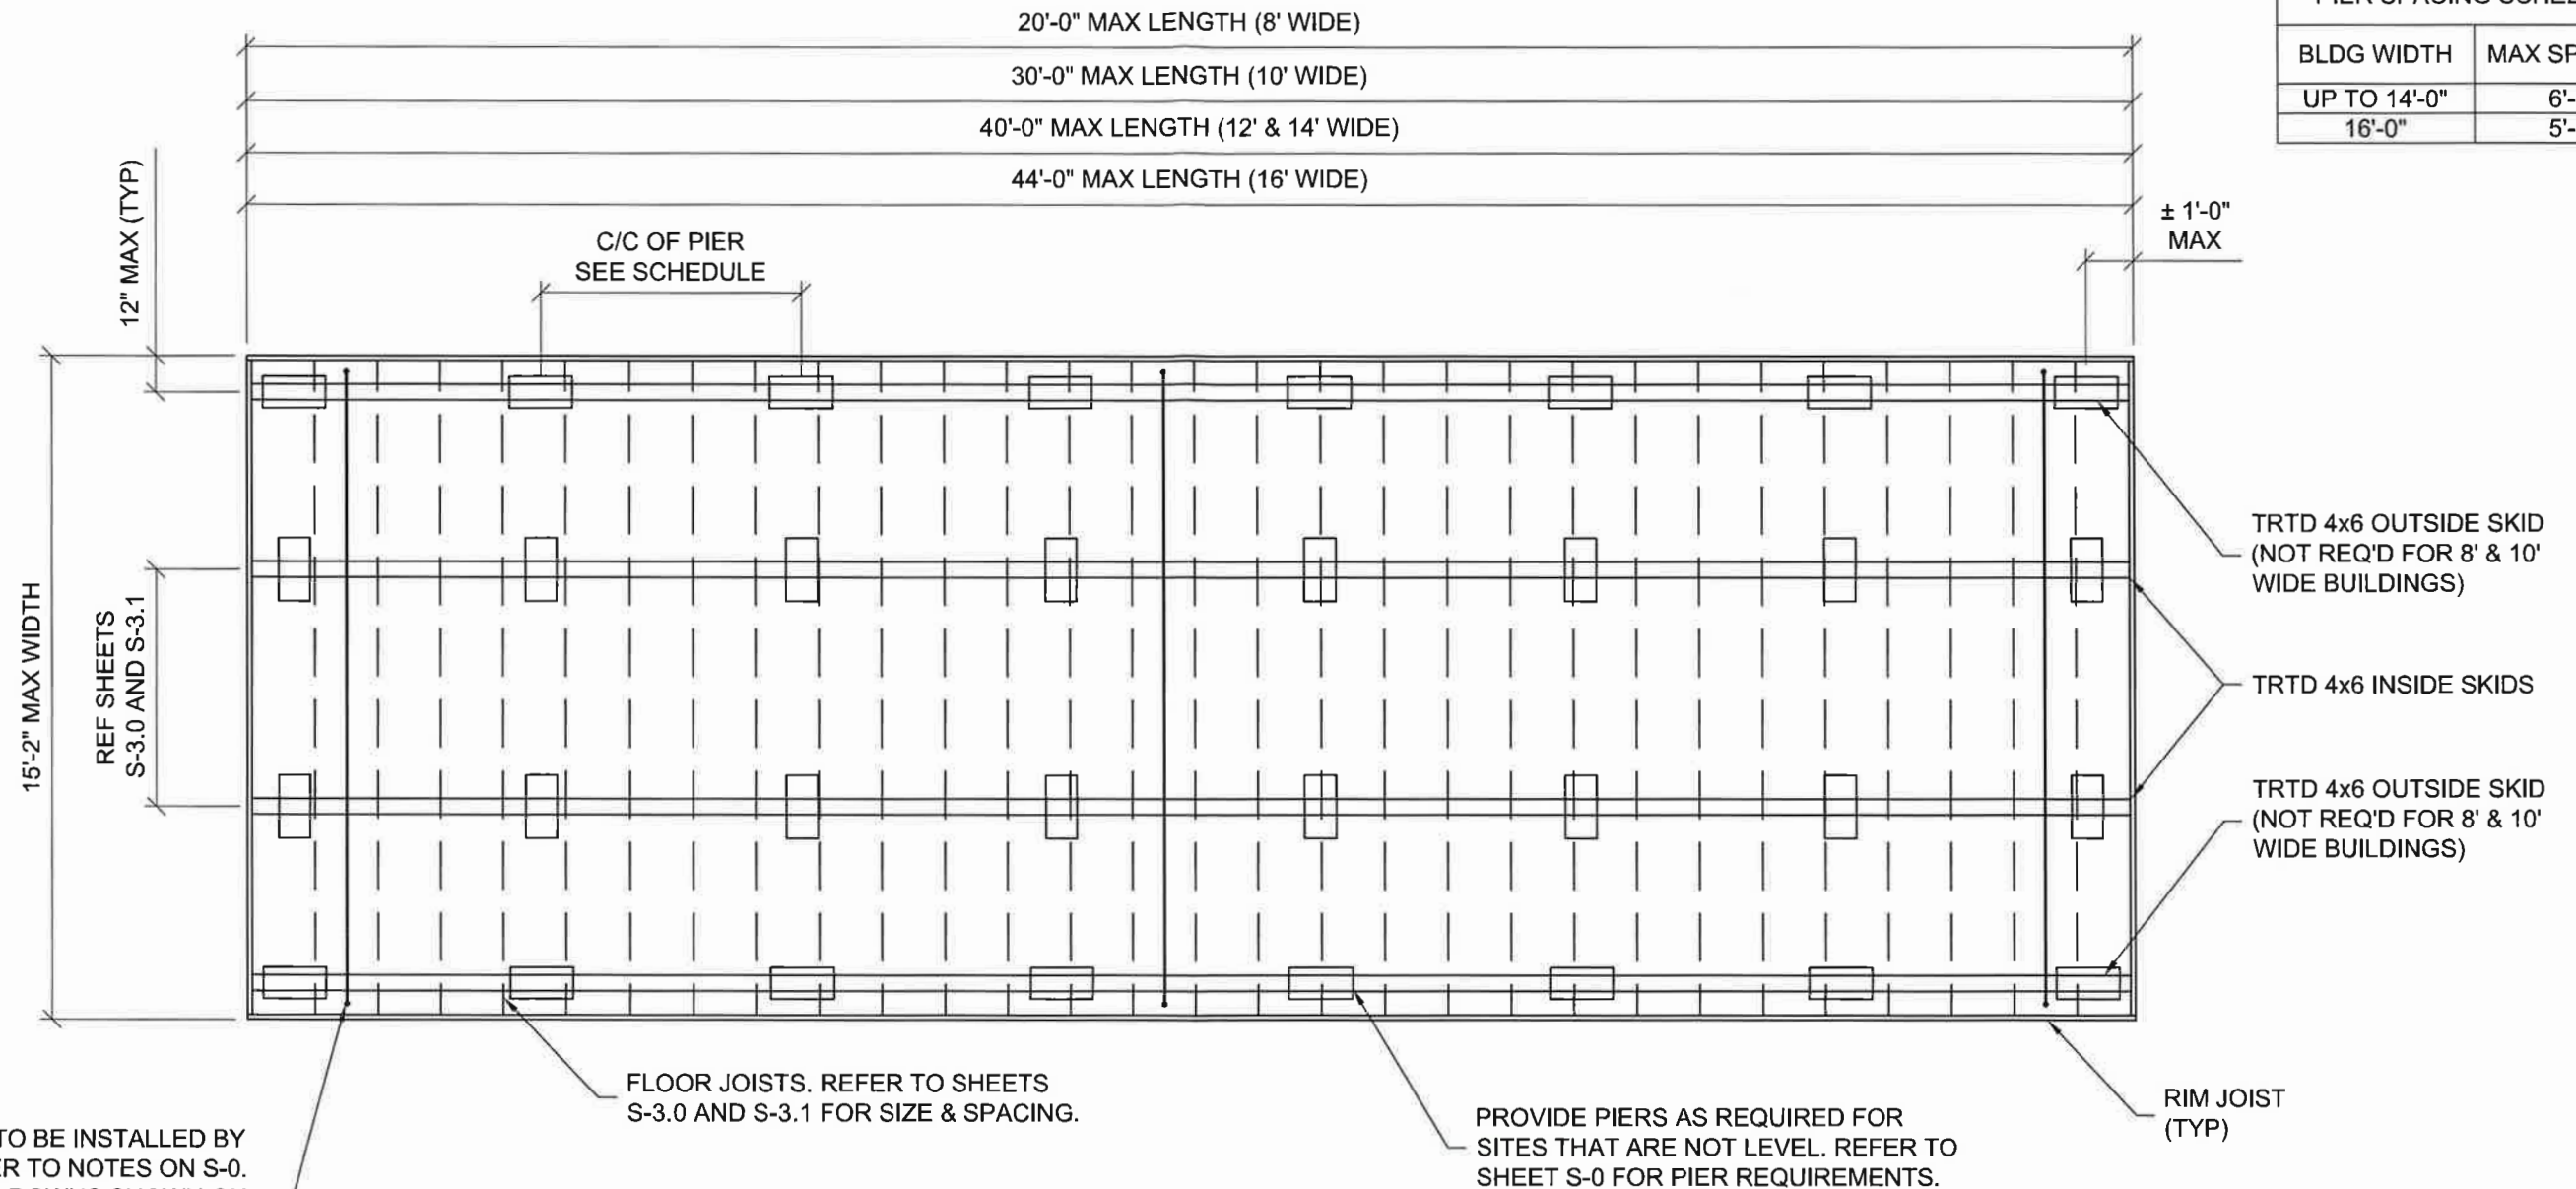 20'-0" MAX LENGTH (8' WIDE)
30'-0" MAX LENGTH (10' WIDE)
40'-0" MAX LENGTH (12' & 14' WIDE)
44'-0" MAX LENGTH (16' WIDE)
PIER SPACING
BLDG WIDTH
MAX
UP TO 14'-0"
6'-
16'-0"
5'-
12" MAX (TYP)
C/C OF PIER
SEE SCHEDULE
± 1'-0"
MAX
15'-2" MAX WIDTH
REF SHEETS
S-3.0 AND S-3.1
TRTD 4x6 OUTSIDE SKID
(NOT REQ'D FOR 8' & 10'
WIDE BUILDINGS)
TRTD 4x6 INSIDE SKIDS
TRTD 4x6 OUTSIDE SKID
(NOT REQ'D FOR 8' & 10'
WIDE BUILDINGS)
TO BE INSTALLED BY
TO NOTES ON S-0.
FLOOR JOISTS. REFER TO SHEETS
S-3.0 AND S-3.1 FOR SIZE & SPACING.
PROVIDE PIERS AS REQUIRED FOR
SITES THAT ARE NOT LEVEL. REFER TO
SHEET S-0 FOR PIER REQUIREMENTS.
RIM JOIST
(TYP)